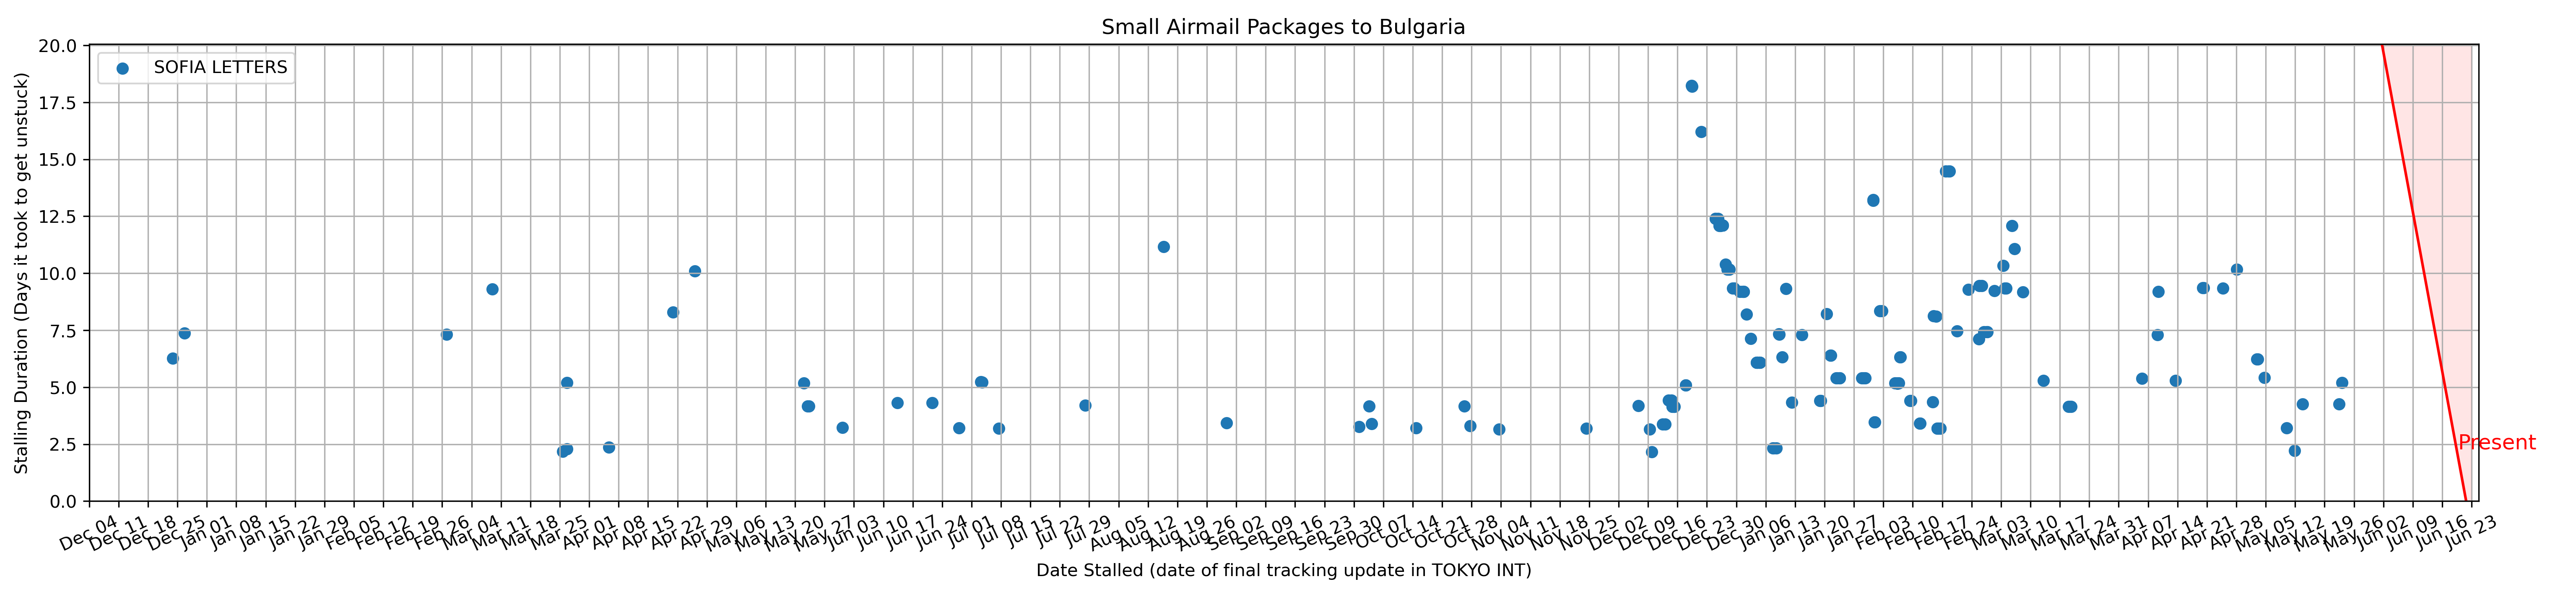 Small Airmail Packages to Bulgaria
SOFIA LETTERS
Stalling Duration (Days it took to get unstuck)
20.0
17.5
15.0
12.5
10.0
7.5
5.0
2.5
0.0
Present
Dec 04
Dec 11
Dec 18
Dec 25
Jan 01
Jan 08
Jan 15
Jan 22
Jan 29
Feb 05
Feb 12
Feb 19
Feb 26
Mar 04
Mar 11
Mar 18
Mar 25
Apr 01
Apr 08
Apr 15
Apr 22
Apr 29
May 06
May 13
May 20
May 27
Jun 03
Jun 10
Jun 17
Jun 24
Jul 01
Jul 08
Jul 15
Jul 22
Jul 29
Aug 05
Aug 12
Aug 19
Aug 26
Sep 02
Sep 09
Sep 16
Sep 23
Sep 30
Oct 07
Oct 14
Oct 21
Oct 28
Nov 04
Nov 11
Nov 18
Nov 25
Dec 02
Dec 09
Dec 16
Dec 23
Dec 30
Jan 06
Jan 13
Jan 20
Jan 27
Feb 03
Feb 10
Feb 17
Feb 24
Mar 03
Mar 10
Mar 17
Mar 24
Mar 31
Apr 07
Apr 14
Apr 21
Apr 28
May 05
May 12
May 19
May 26
Jun 02
Jun 09
Jun 16
Jun 23
Date Stalled (date of final tracking update in TOKYO INT)